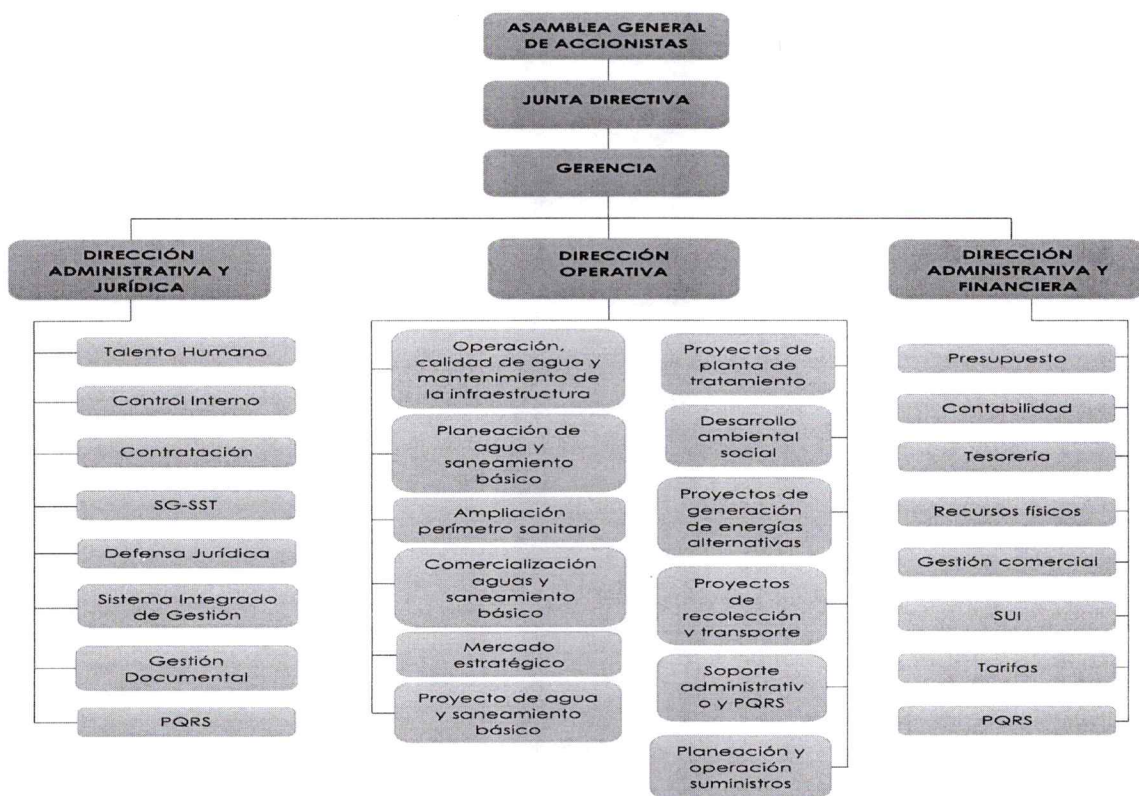 ASAMBLEA GENERAL
DE ACCIONISTAS
JUNTA DIRECTIVA
GERENCIA
DIRECCIÓN
ADMINISTRATIVA Y
JURÍDICA
Talento Humano
Control Interno
Contratación
SG-SST
Defensa Jurídica
Sistema Integrado
de Gestión
Gestión
Documental
PQRS
DIRECCIÓN
OPERATIVA
Operación,
calidad de agua y
mantenimiento de
la infraestructura
Planeación de
agua y
saneamiento
básico
Ampliación
perímetro sanitario
Comercialización
aguas y
saneamiento
básico
Mercado
estratégico
Proyecto de agua
y saneamiento
básico
Proyectos de
planta de
tratamiento
Desarrollo
ambiental
social
Proyectos de
generación
de energías
alternativas
Proyectos
de
recolección
y transporte
Soporte
administrativ
o y PQRS
Planeación y
operación
suministros
DIRECCIÓN
ADMINISTRATIVA Y
FINANCIERA
Presupuesto
Contabilidad
Tesorería
Recursos físicos
Gestión comercial
SUI
Tarifas
PQRS